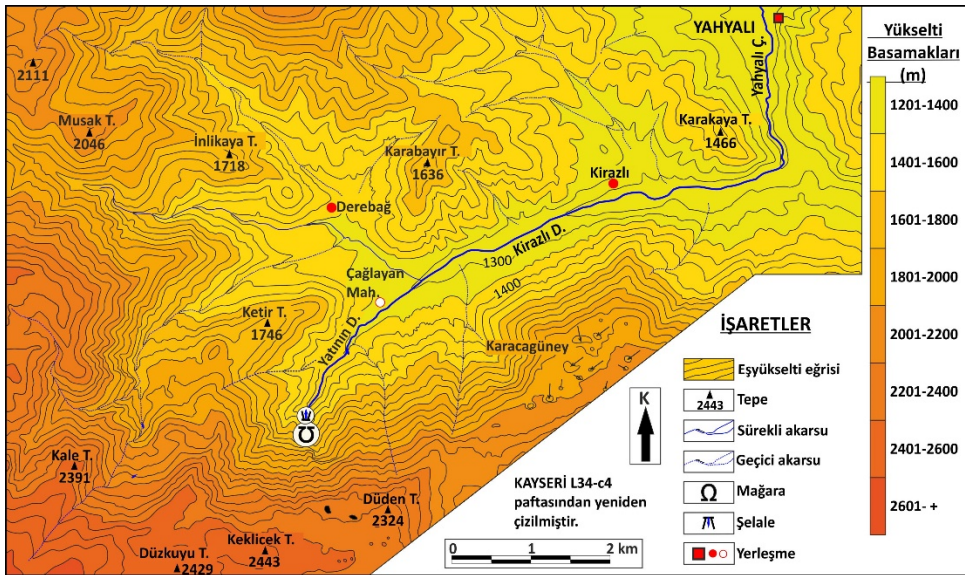 YAHYALI
Yahyalı Ç.
2111
Musak T.
2046
İnlikaya T.
1718
Karabayır T.
1636
Karakaya T.
1466
Kirazlı
Derebağ
Kirazlı D.
1300
1400
Çağlayan
Mah.
Ketir T.
1746
Yatının D.
Karacagüney
Kale T.
2391
Düden T.
2324
Keklicek T.
2443
Düzkuyu T.
2429
KAYSERİ L34-c4
paftasından yeniden
çizilmiştir.
0 1 2 km
K
İŞARETLER
Eşyükselti eğrisi
2443
Tepe
Sürekli akarsu
Geçici akarsu
Mağara
Şelale
Yerleşme
Yükselti
Basamakları
(m)
1201-1400
1401-1600
1601-1800
1801-2000
2001-2200
2201-2400
2401-2600
2601- +